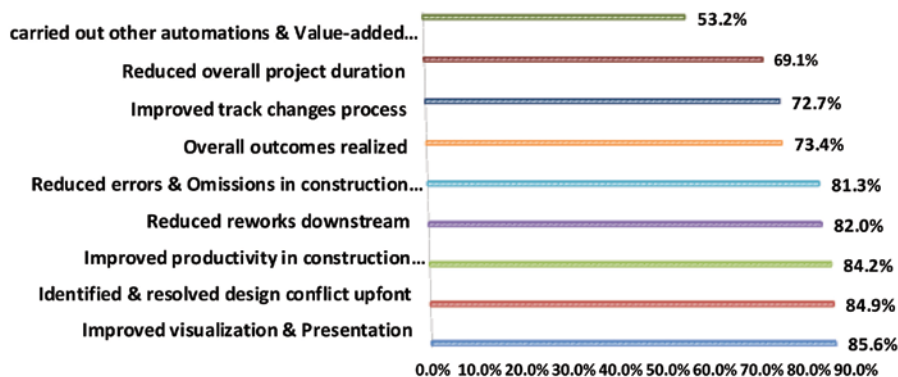 carried out other automations & Value-added... 53.2%
Reduced overall project duration 69.1%
Improved track changes process 72.7%
Overall outcomes realized 73.4%
Reduced errors & Omissions in construction... 81.3%
Reduced reworks downstream 82.0%
Improved productivity in construction... 84.2%
Identified & resolved design conflict upfont 84.9%
Improved visualization & Presentation 85.6%
0.0% 10.0% 20.0% 30.0% 40.0% 50.0% 60.0% 70.0% 80.0% 90.0%